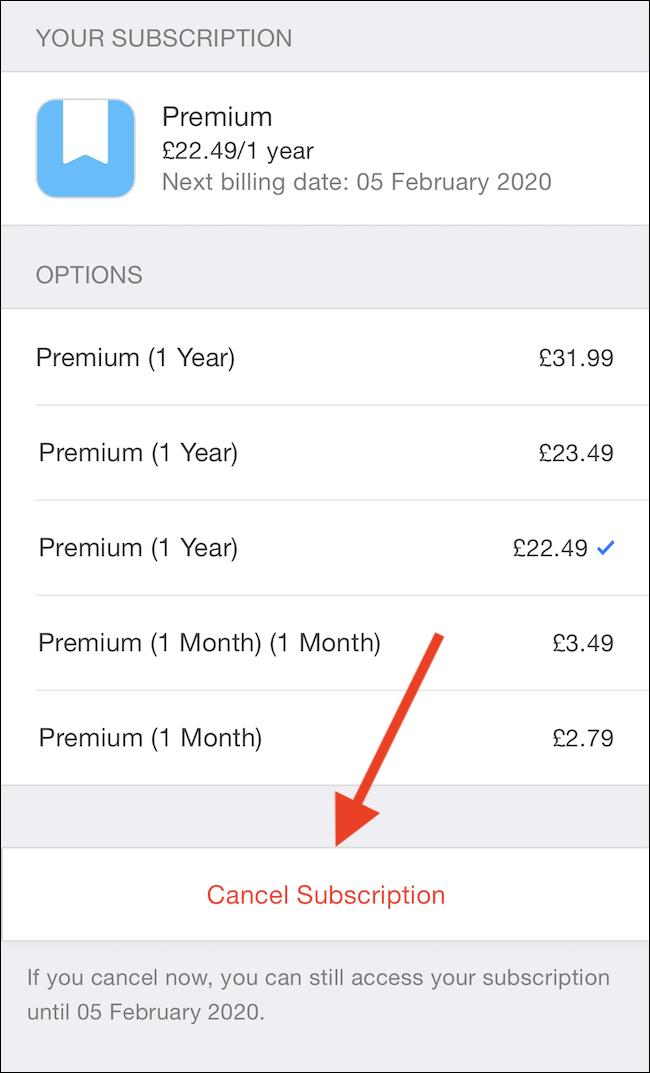 YOUR SUBSCRIPTION
Premium
£22.49/1 year
Next billing date: 05 February 2020
OPTIONS
Premium (1 Year) £31.99
Premium (1 Year) £23.49
Premium (1 Year) £22.49
Premium (1 Month) (1 Month) £3.49
Premium (1 Month) £2.79
Cancel Subscription
If you cancel now, you can still access your subscription
until 05 February 2020.